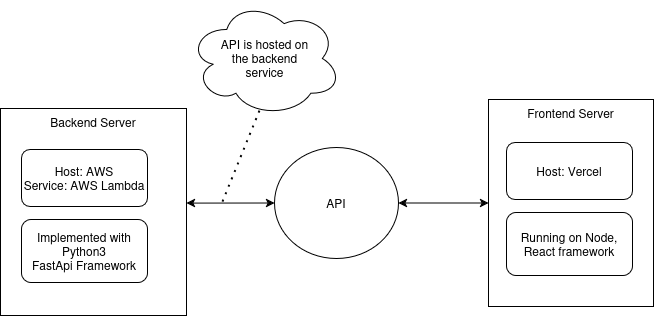 API is hosted on
the backend
service
Backend Server
Host: AWS
Service: AWS Lambda
Implemented with
Python3
FastApi Framework
API
Frontend Server
Host: Vercel
Running on Node,
React framework